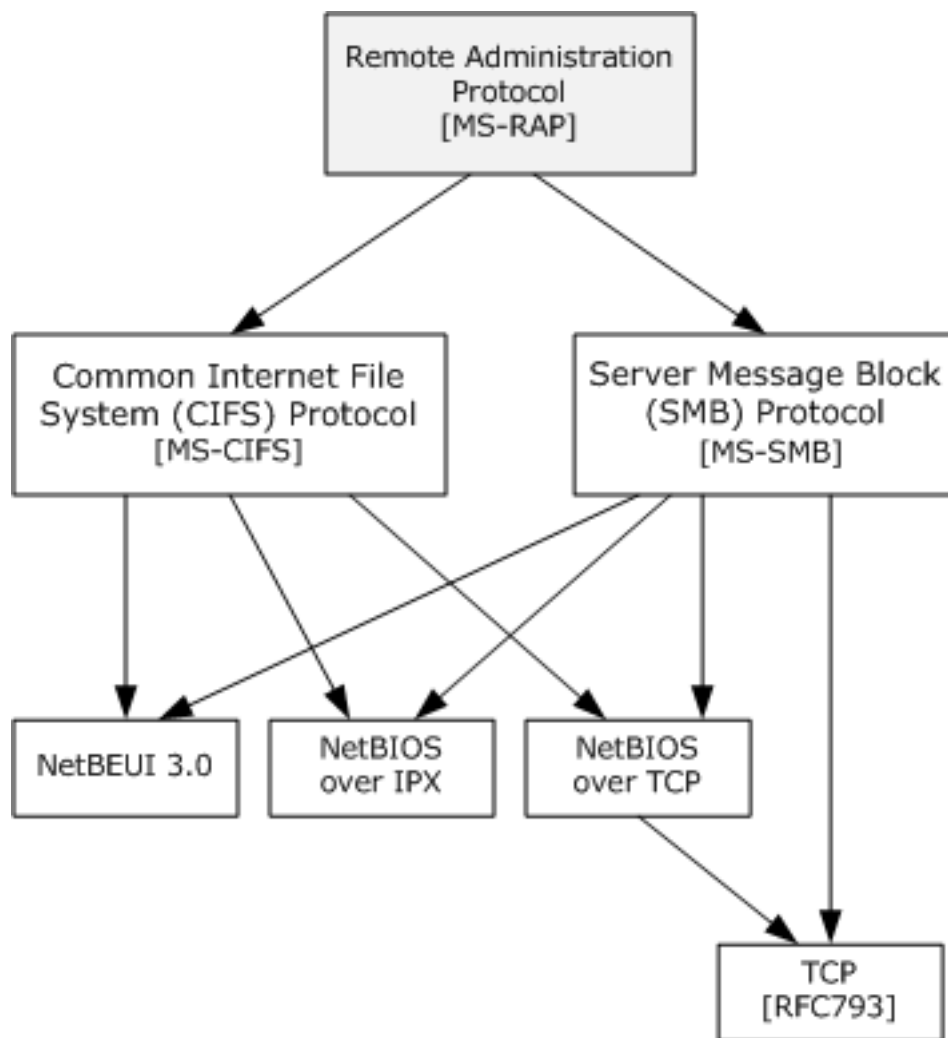 Remote Administration
Protocol
[MS-RAP]
Common Internet File
System (CIFS) Protocol
[MS-CIFS]
Server Message Block
(SMB) Protocol
[MS-SMB]
NetBEUI 3.0
NetBIOS
over IPX
NetBIOS
over TCP
TCP
[RFC793]